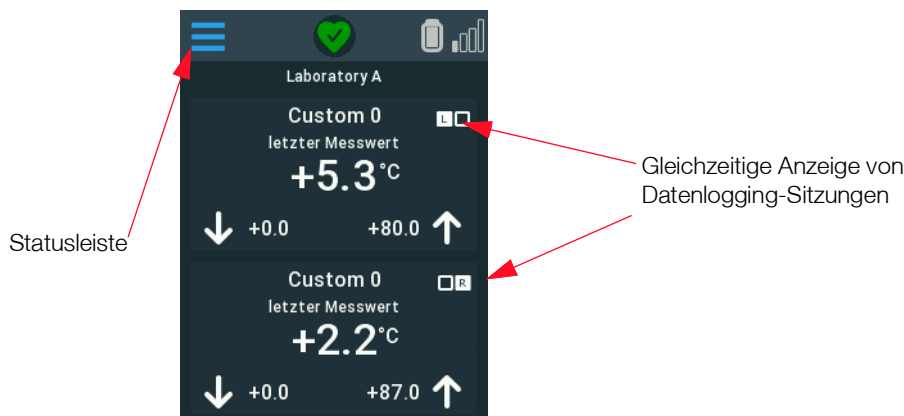 Laboratory A
Custom 0
L
letzter Messwert
+5.3°C
+0.0 +80.0
Gleichzeitige Anzeige von
Datenlogging-Sitzungen
Statusleiste
Custom 0
R
letzter Messwert
+2.2°C
+0.0 +87.0